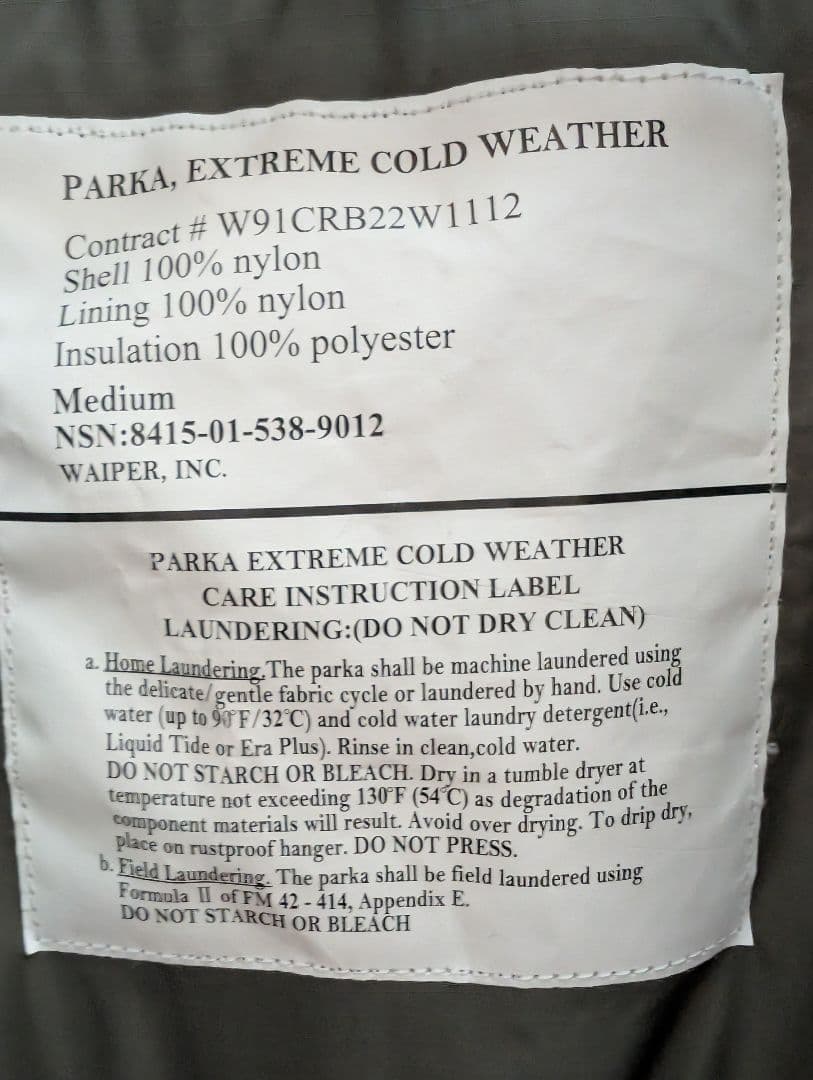 PARKA, EXTREME COLD WEATHER
Contract # W91CRB22W1112
Shell 100% nylon
Lining 100% nylon
Insulation 100% polyester
Medium
NSN:8415-01-538-9012
WAIPER, INC.
PARKA EXTREME COLD WEATHER
CARE INSTRUCTION LABEL
LAUNDERING:(DO NOT DRY CLEAN)
a. Home Laundering.The parka shall be machine laundered using
the delicate/gentle fabric cycle or laundered by hand. Use cold
water (up to 90°F/32°C) and cold water laundry detergent(i.e.,
Liquid Tide or Era Plus). Rinse in clean,cold water.
DO NOT STARCH OR BLEACH. Dry in a tumble dryer at
temperature not exceeding 130°F (54°C) as degradation of the
component materials will result. Avoid over drying. To drip dry,
place on rustproof hanger. DO NOT PRESS.
b. Field Laundering. The parka shall be field laundered using
Formula II of FM 42 - 414, Appendix E.
DO NOT STARCH OR BLEACH